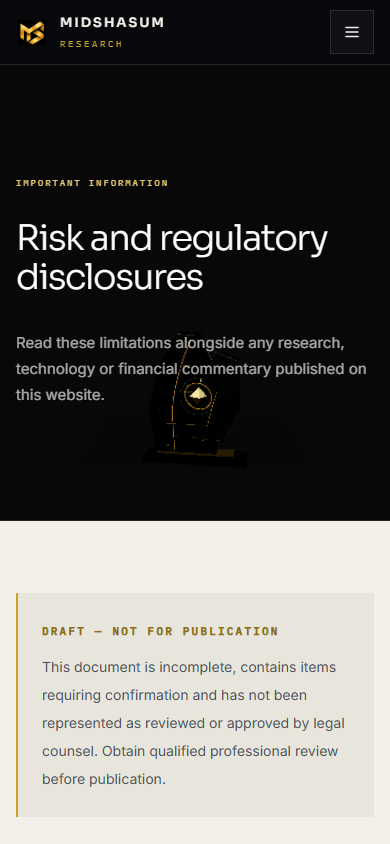 MIDSHASUM
RESEARCH
IMPORTANT INFORMATION
Risk and regulatory
disclosures
Read these limitations alongside any research,
technology or financial commentary published on
this website.
DRAFT — NOT FOR PUBLICATION
This document is incomplete, contains items
requiring confirmation and has not been
represented as reviewed or approved by legal
counsel. Obtain qualified professional review
before publication.